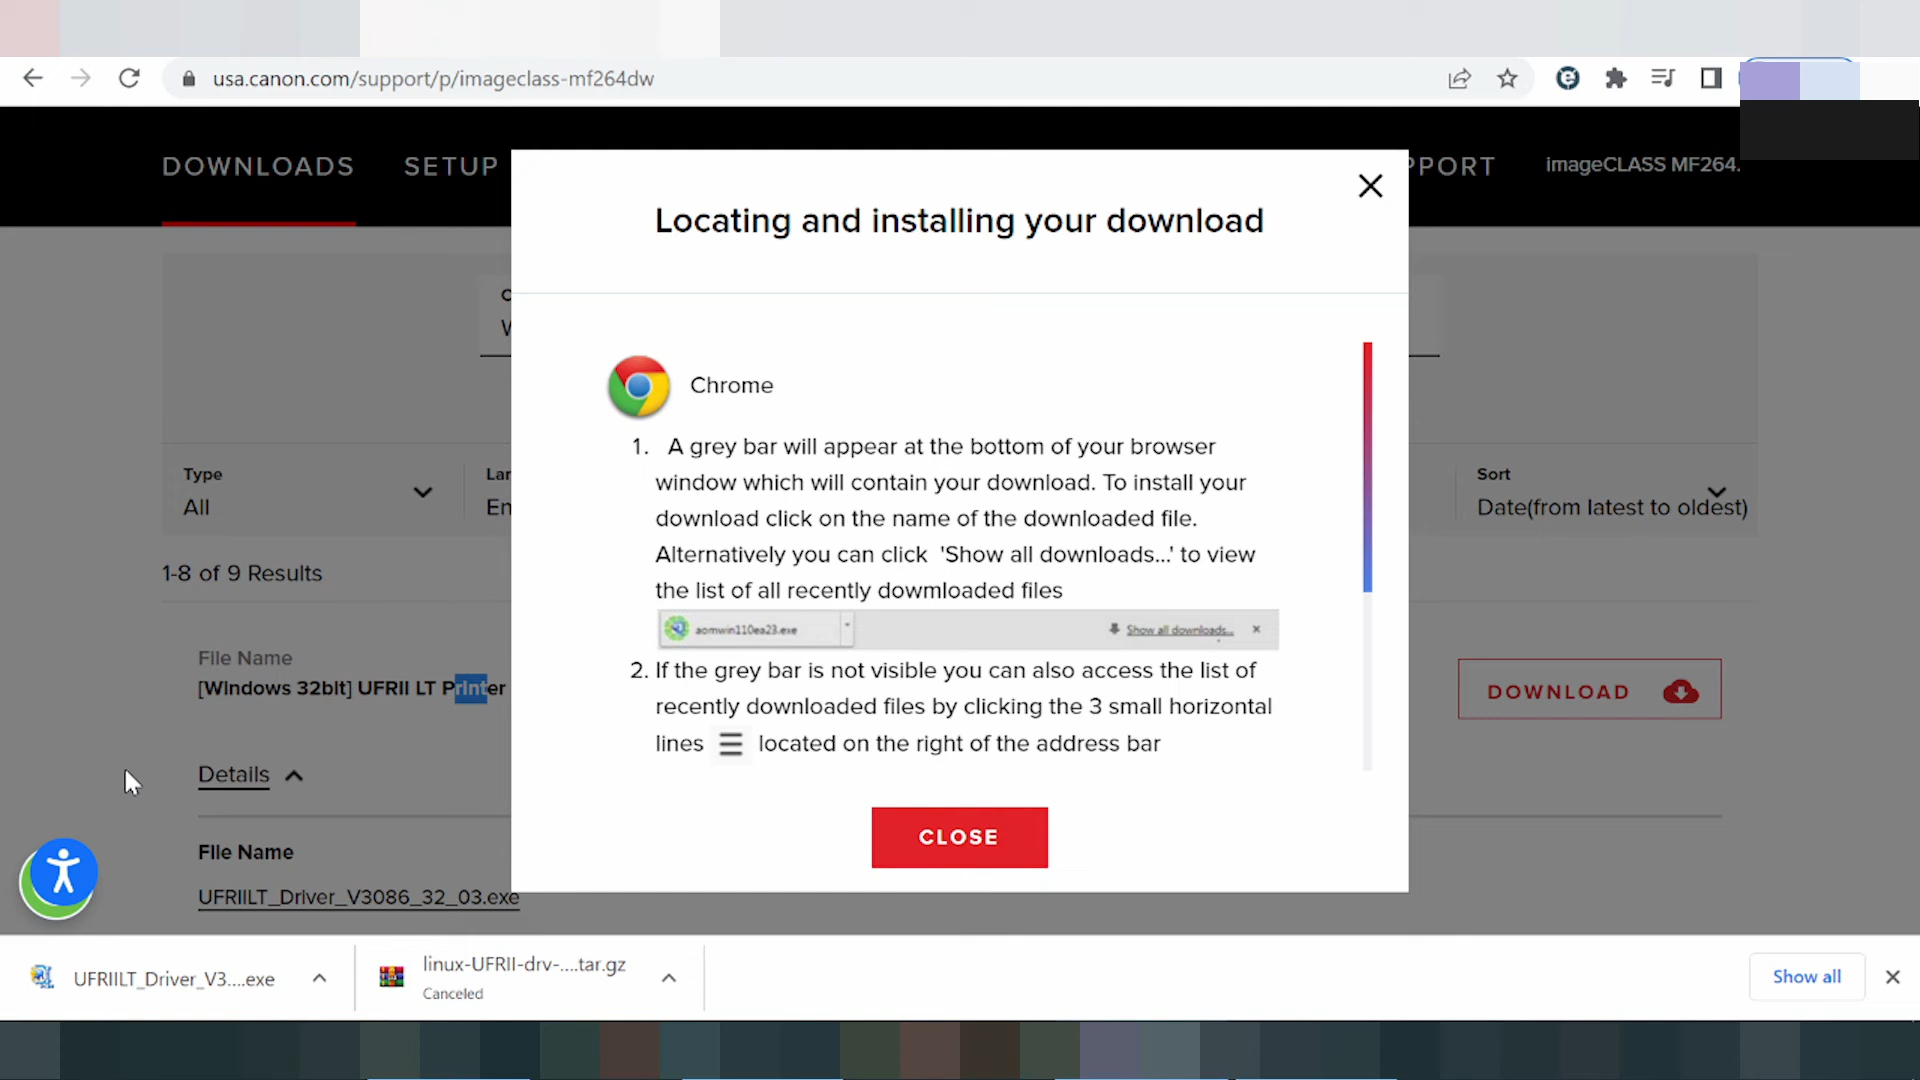 usa.canon.com/support/p/imageclass-mf264dw
DOWNLOADS
SETUP
PPORT
imageCLASS MF264.
Locating and installing your download
Chrome
1. A grey bar will appear at the bottom of your browser
window which will contain your download. To install your
download click on the name of the downloaded file.
Alternatively you can click 'Show all downloads...' to view
the list of all recently dowmloaded files
aomwin110ea23.exe
Show all downloads...
2. If the grey bar is not visible you can also access the list of
recently downloaded files by clicking the 3 small horizontal
lines
located on the right of the address bar
CLOSE
Type
All
Lan
En
Sort
Date(from latest to oldest)
1-8 of 9 Results
File Name
[Windows 32bit] UFRII LT Printer
DOWNLOAD
Details
File Name
UFRIILT_Driver_V3086_32_03.exe
UFRIILT_Driver_V3....exe
linux-UFRII-drv-....tar.gz
Canceled
Show all